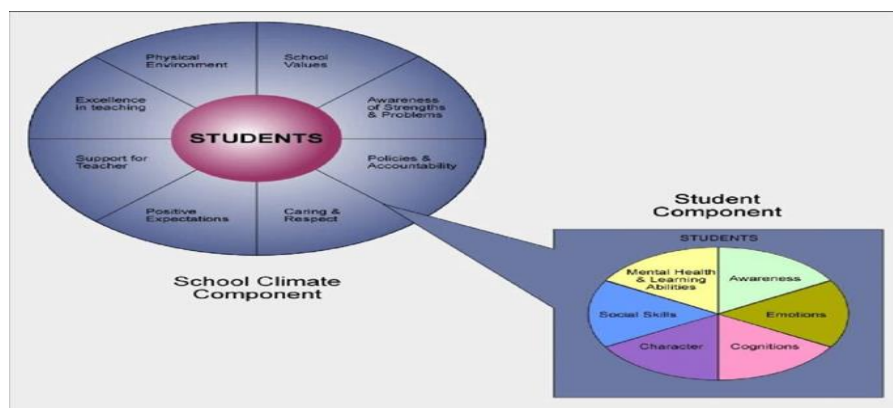 Physical
Environment
School
Values
Excellence
in teaching
Awareness
of Strengths
& Problems
STUDENTS
Support for
Teacher
Policies &
Accountability
Positive
Expectations
Caring &
Respect
School Climate
Component
Student
Component
STUDENTS
Mental Health
& Learning
Abilities
Awareness
Social Skills
Emotions
Character
Cognitions